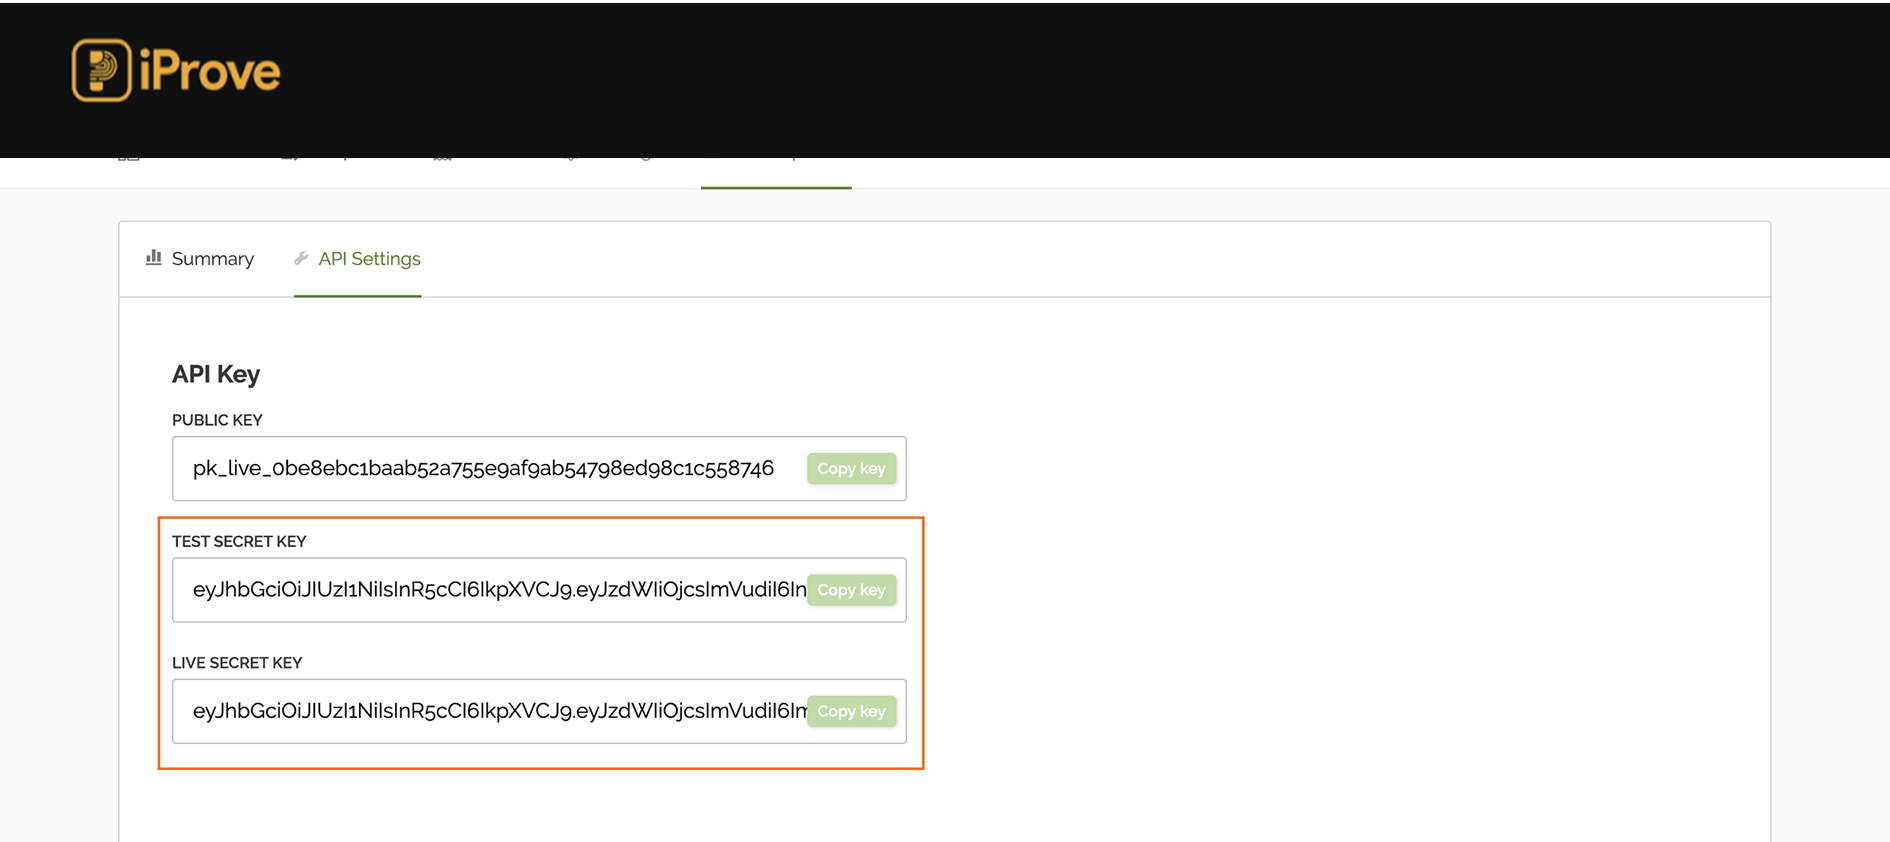 iProve
Summary
API Settings
API Key
PUBLIC KEY
pk_live_0be8ebc1baab52a755e9af9ab54798ed98c1c558746
Copy key
TEST SECRET KEY
eyJhbGciOiJIUzI1NiIsInR5cCI6IkpXVCJ9.eyJzdWIiOjcsImVudiI6In
Copy key
LIVE SECRET KEY
eyJhbGciOiJIUzI1NiIsInR5cCI6IkpXVCJ9.eyJzdWIiOjcsImVudiI6Im
Copy key